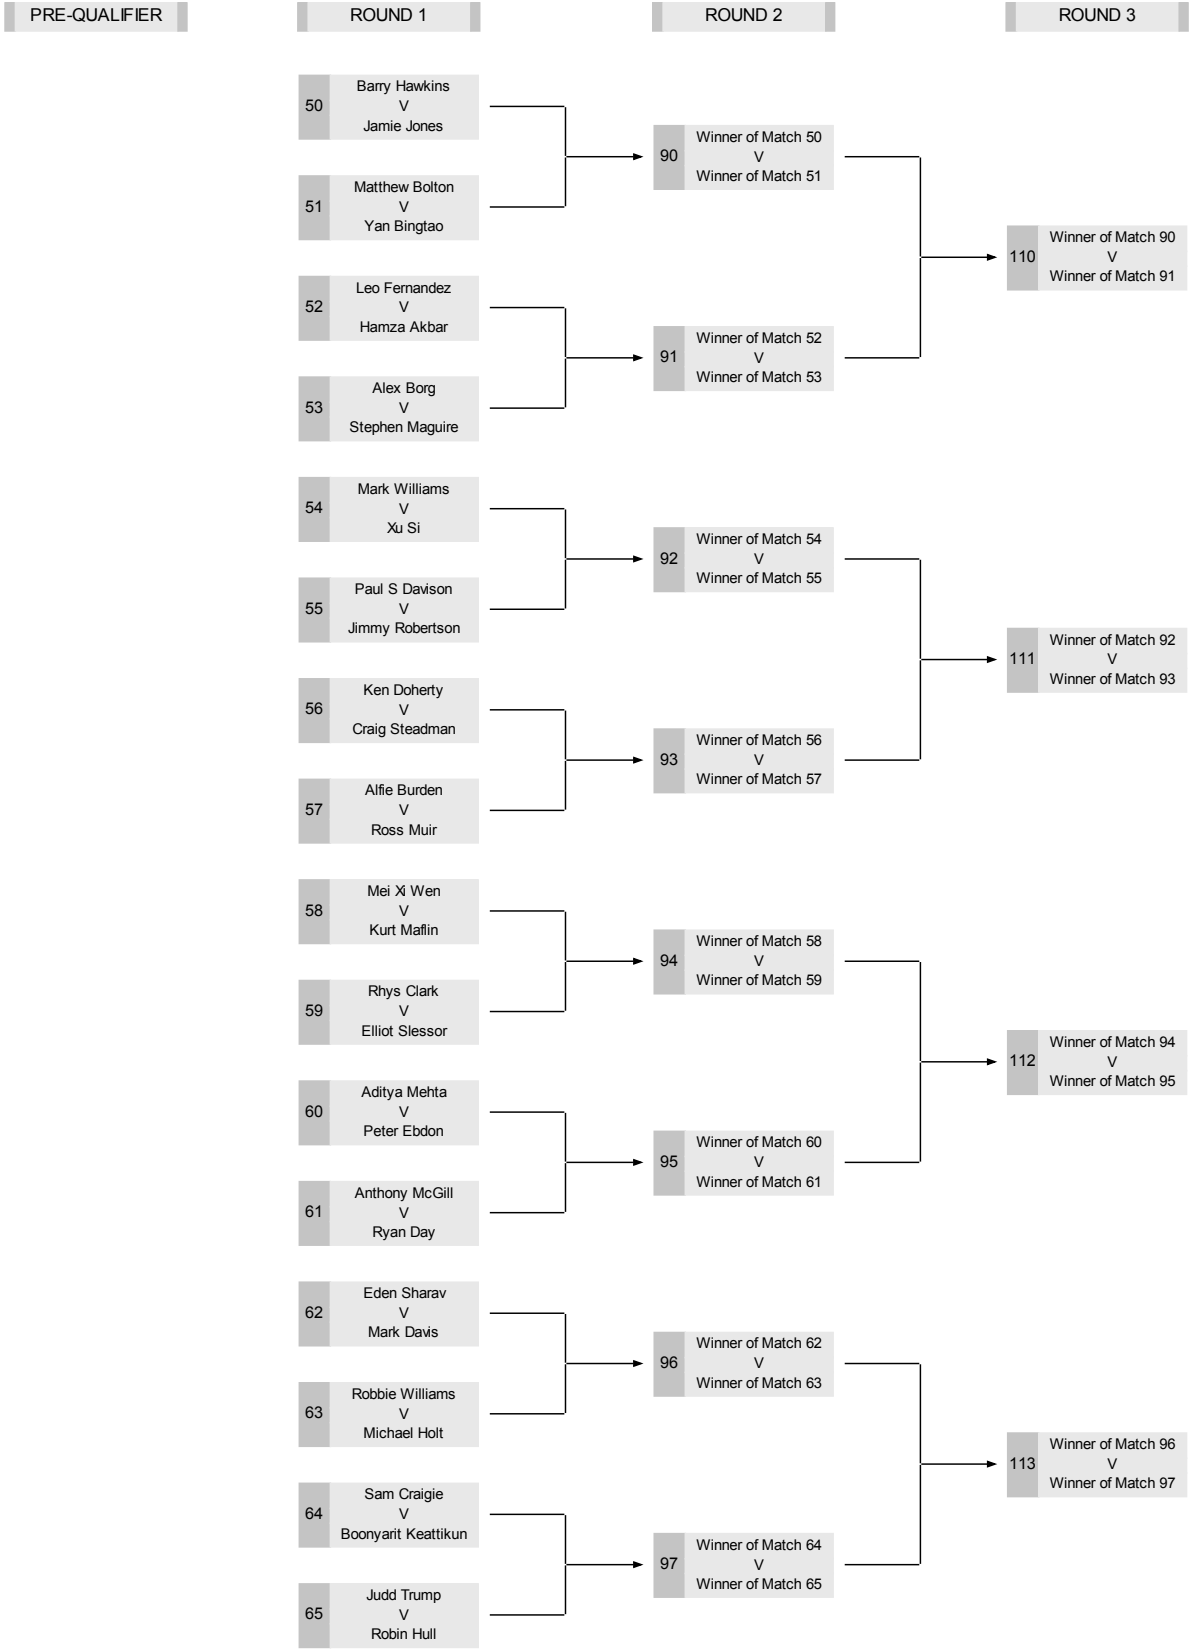 PRE-QUALIFIER
ROUND 1
ROUND 2
ROUND 3
50
Barry Hawkins
V
Jamie Jones
51
Matthew Bolton
V
Yan Bingtao
52
Leo Fernandez
V
Hamza Akbar
53
Alex Borg
V
Stephen Maguire
54
Mark Williams
V
Xu Si
55
Paul S Davison
V
Jimmy Robertson
56
Ken Doherty
V
Craig Steadman
57
Alfie Burden
V
Ross Muir
58
Mei Xi Wen
V
Kurt Maflin
59
Rhys Clark
V
Elliot Slessor
60
Aditya Mehta
V
Peter Ebdon
61
Anthony McGill
V
Ryan Day
62
Eden Sharav
V
Mark Davis
63
Robbie Williams
V
Michael Holt
64
Sam Craigie
V
Boonyarit Keattikun
65
Judd Trump
V
Robin Hull
90
Winner of Match 50
V
Winner of Match 51
91
Winner of Match 52
V
Winner of Match 53
92
Winner of Match 54
V
Winner of Match 55
93
Winner of Match 56
V
Winner of Match 57
94
Winner of Match 58
V
Winner of Match 59
95
Winner of Match 60
V
Winner of Match 61
96
Winner of Match 62
V
Winner of Match 63
97
Winner of Match 64
V
Winner of Match 65
110
Winner of Match 90
V
Winner of Match 91
111
Winner of Match 92
V
Winner of Match 93
112
Winner of Match 94
V
Winner of Match 95
113
Winner of Match 96
V
Winner of Match 97